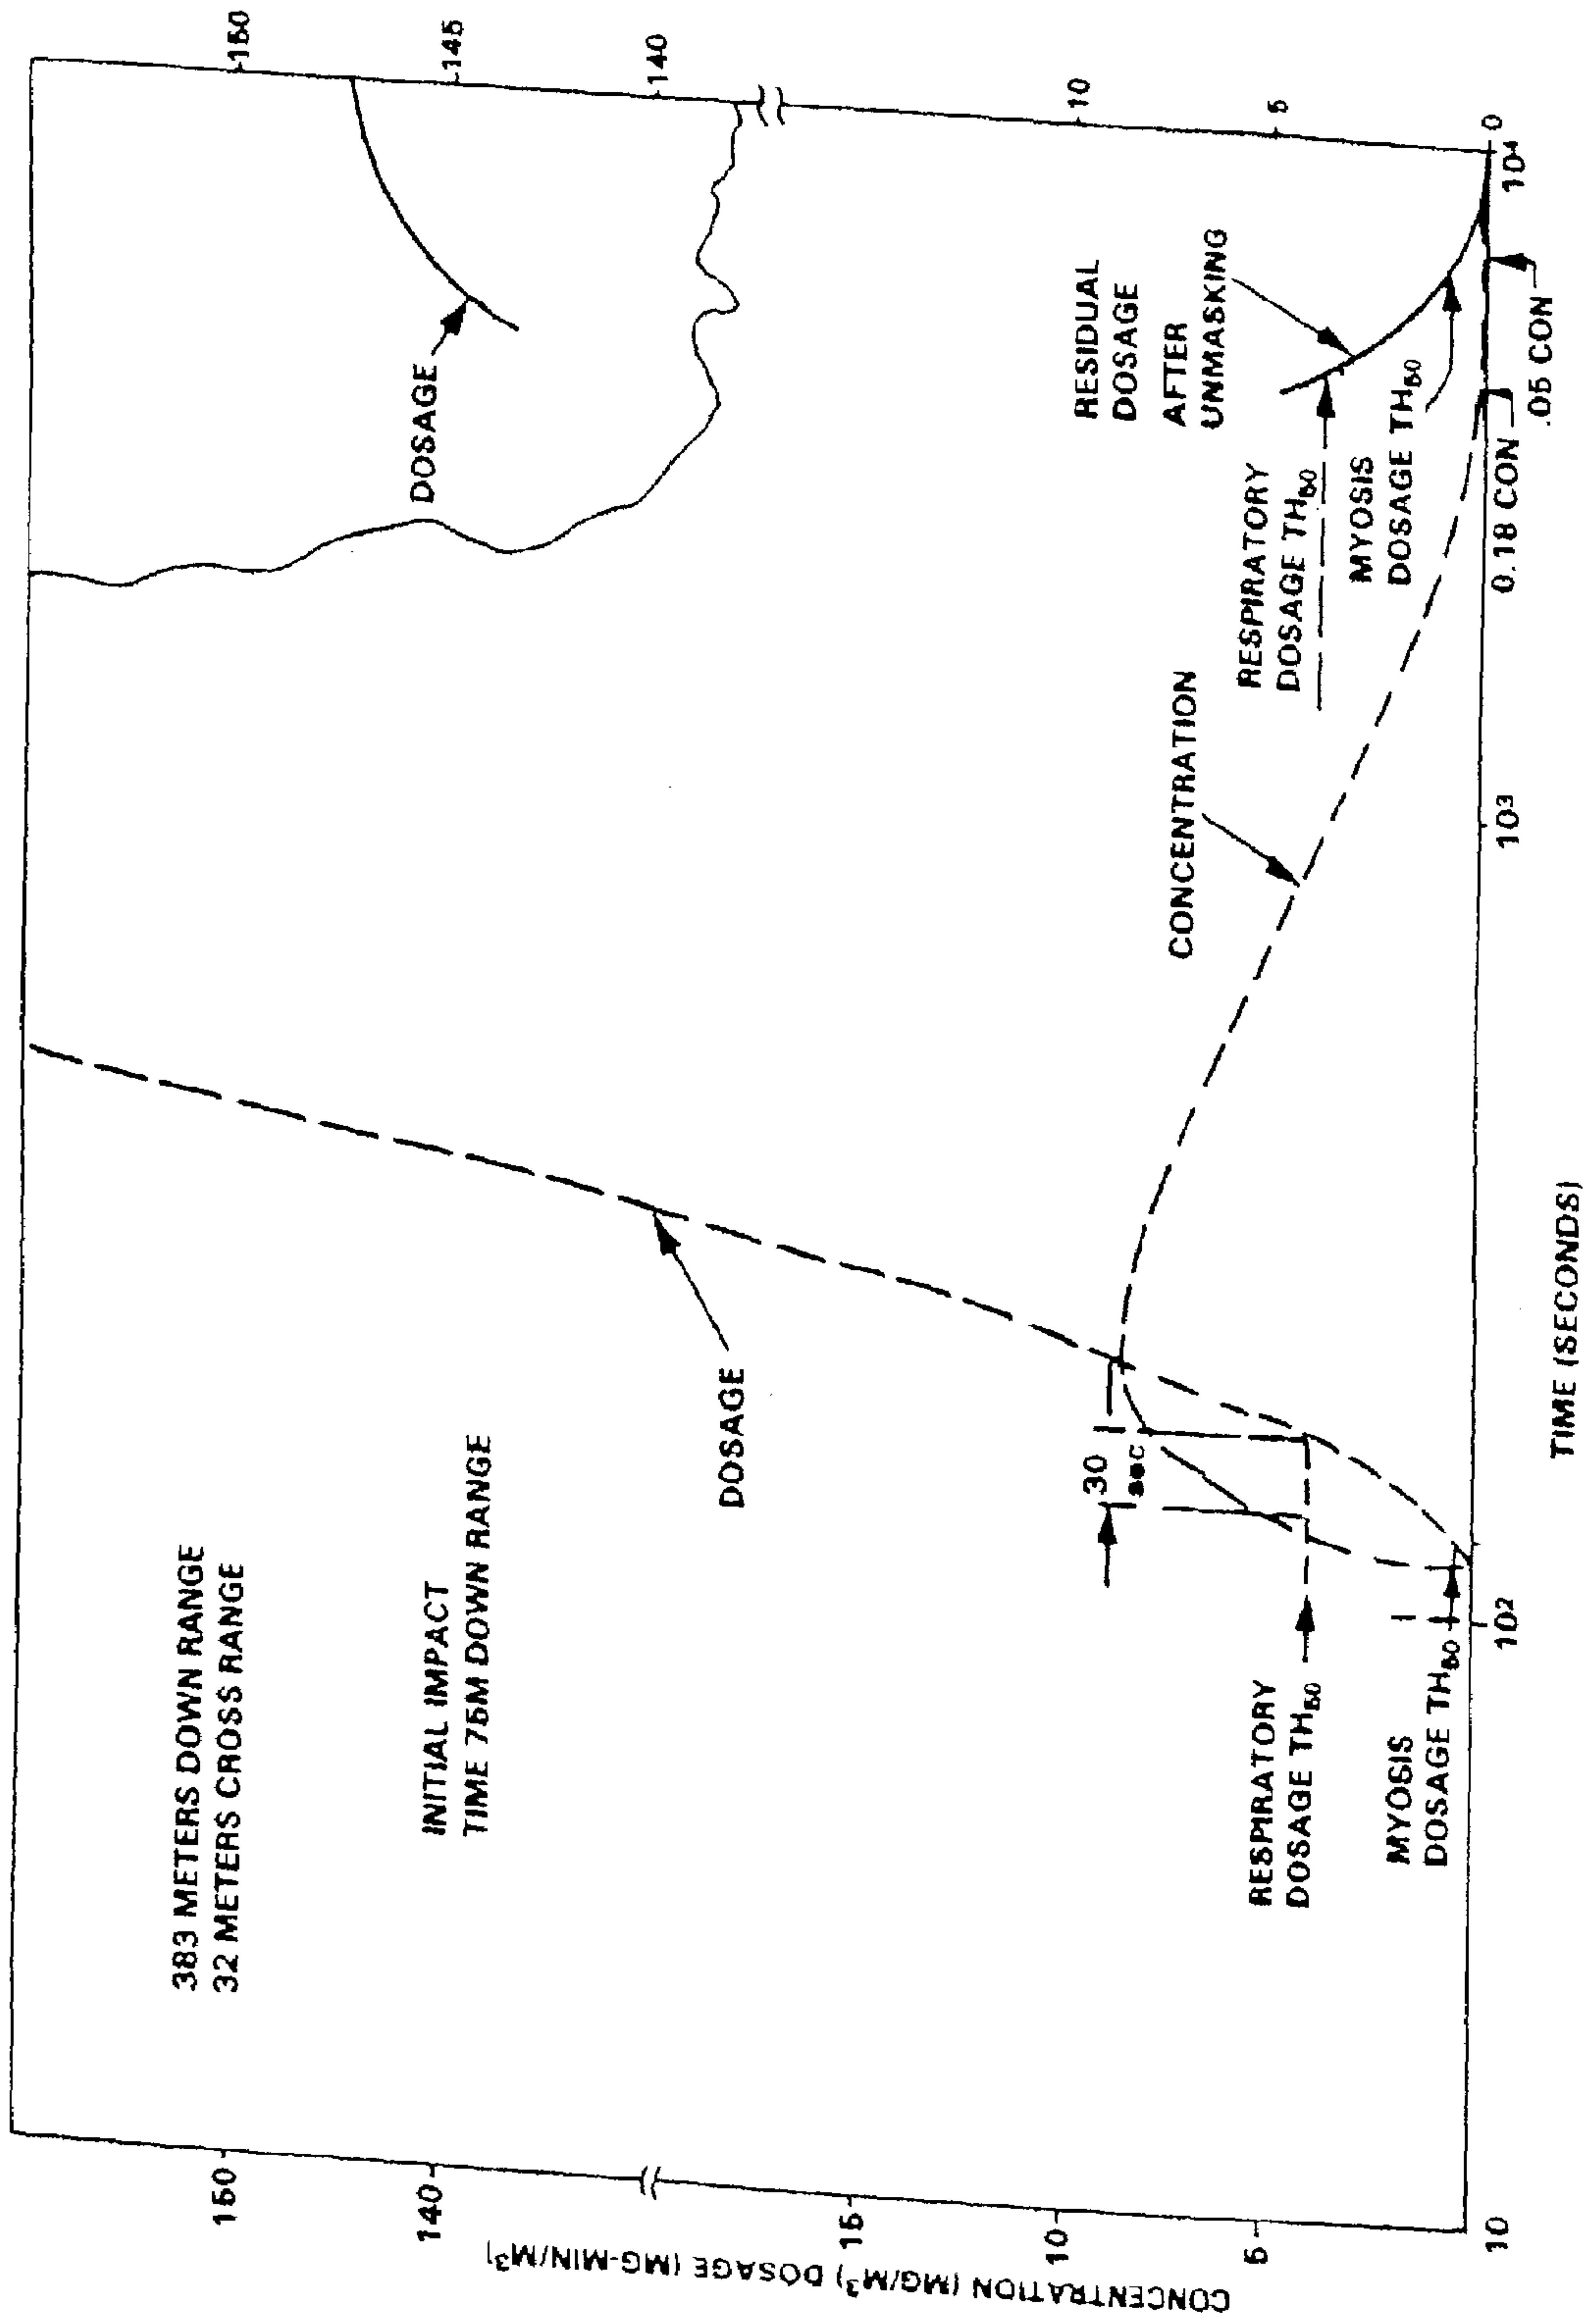 383 METERS DOWN RANGE
32 METERS CROSS RANGE
INITIAL IMPACT
TIME 75M DOWN RANGE
DOSAGE
DOSAGE
CONCENTRATION
30
sec
RESPIRATORY
DOSAGE TH50
MYOSIS
DOSAGE TH50
RESIDUAL
DOSAGE
AFTER
UNMASKING
RESPIRATORY
DOSAGE TH50
MYOSIS
DOSAGE TH50
0.18 CON
.05 CON
CONCENTRATION (MG/M³) DOSAGE (MG-MIN/M³)
150
140
15
10
5
10
10²
10³
10⁴
TIME (SECONDS)
150
145
140
10
5
0